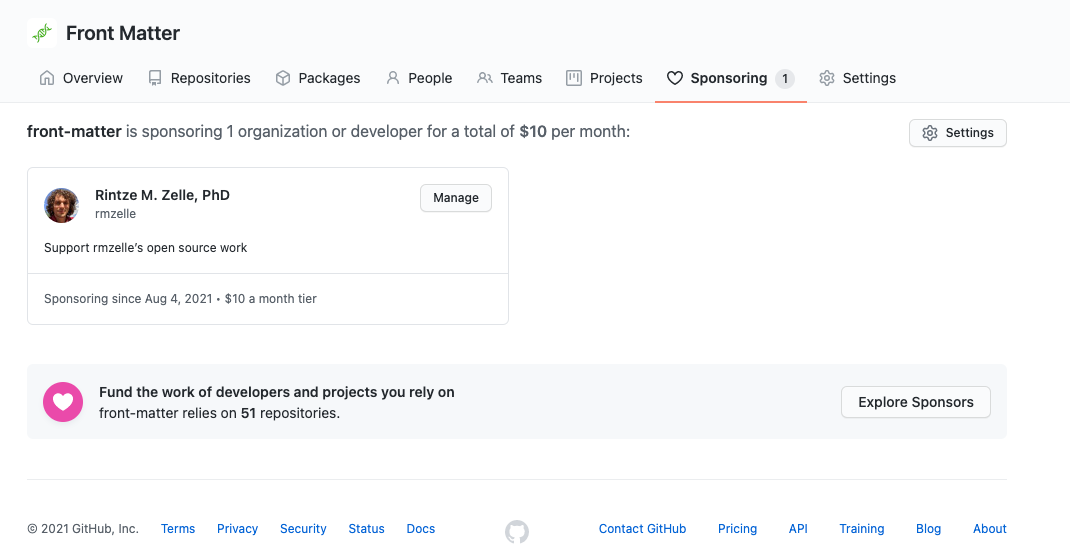 Front Matter
Overview Repositories Packages People Teams Projects Sponsoring 1 Settings
front-matter is sponsoring 1 organization or developer for a total of $10 per month:
Settings
Rintze M. Zelle, PhD
rmzelle
Manage
Support rmzelle’s open source work
Sponsoring since Aug 4, 2021 • $10 a month tier
Fund the work of developers and projects you rely on
front-matter relies on 51 repositories.
Explore Sponsors
© 2021 GitHub, Inc. Terms Privacy Security Status Docs Contact GitHub Pricing API Training Blog About